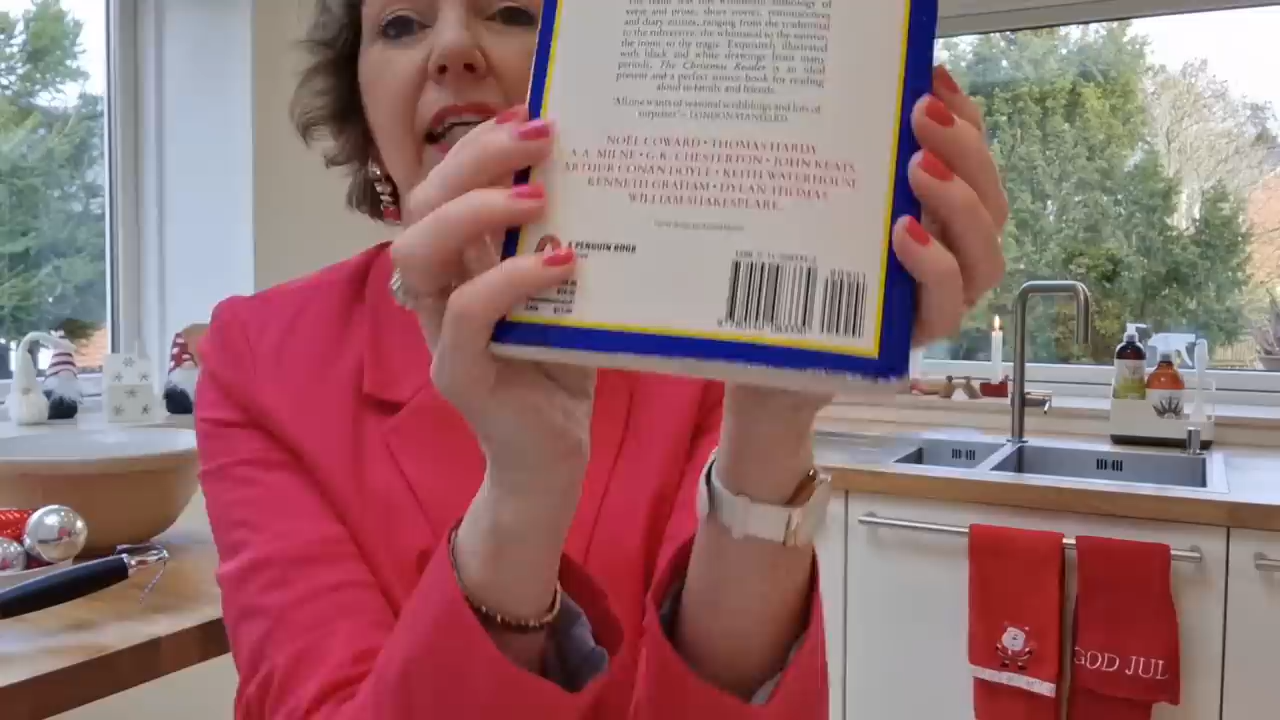 verse and prose, short stories, reminiscences
and diary entries, ranging from the traditional
to the subversive, the whimsical to the
the ironic to the tragic. Exquisitely illustrated
with black and white drawings from many
periods, The Christmas Reader is an ideal
present and a perfect source-book for reading
aloud to family and friends.
'All one wants of seasonal scribblings and lots of
surprises' – LONDON STANDARD
NOËL COWARD • THOMAS HARDY
A.A. MILNE • G.K. CHESTERTON • JOHN KEATS
ARTHUR CONAN DOYLE • KEITH WATERHOUSE
KENNETH GRAHAM • DYLAN THOMAS
WILLIAM SHAKESPEARE
A PENGUIN BOOK
GOD JUL